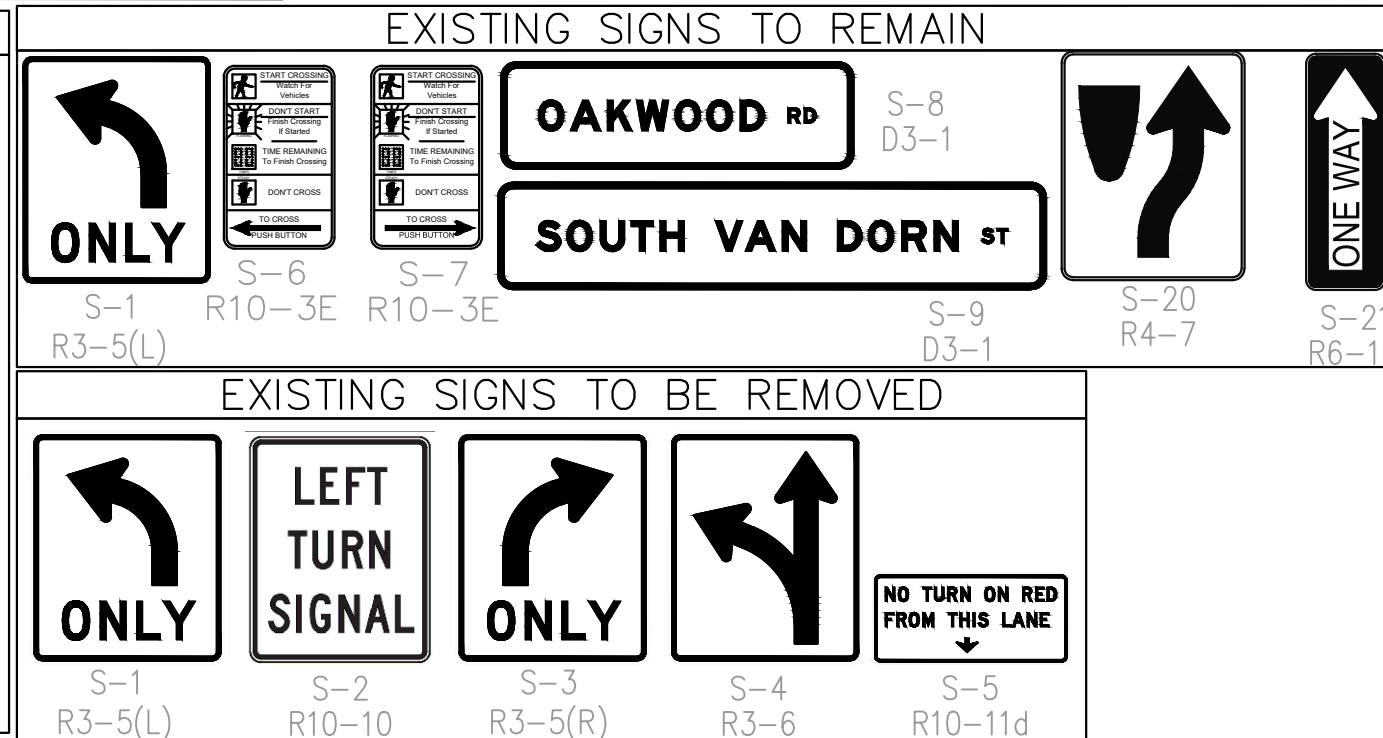 EXISTING SIGNS TO REMAIN
ONLY
S-1
R3-5(L)
START CROSSING
Watch For
Vehicles
DON'T START
Finish Crossing
If Started
TIME REMAINING
To Finish Crossing
DON'T CROSS
TO CROSS
PUSH BUTTON
S-6
R10-3E
START CROSSING
Watch For
Vehicles
DON'T START
Finish Crossing
If Started
TIME REMAINING
To Finish Crossing
DON'T CROSS
TO CROSS
PUSH BUTTON
S-7
R10-3E
OAKWOOD RD
S-8
D3-1
SOUTH VAN DORN ST
S-9
D3-1
S-20
R4-7
ONE WAY
S-21
EXISTING SIGNS TO BE REMOVED
ONLY
S-1
R3-5(L)
LEFT
TURN
SIGNAL
S-2
R10-10
ONLY
S-3
R3-5(R)
S-4
R3-6
NO TURN ON RED
FROM THIS LANE
S-5
R10-11d